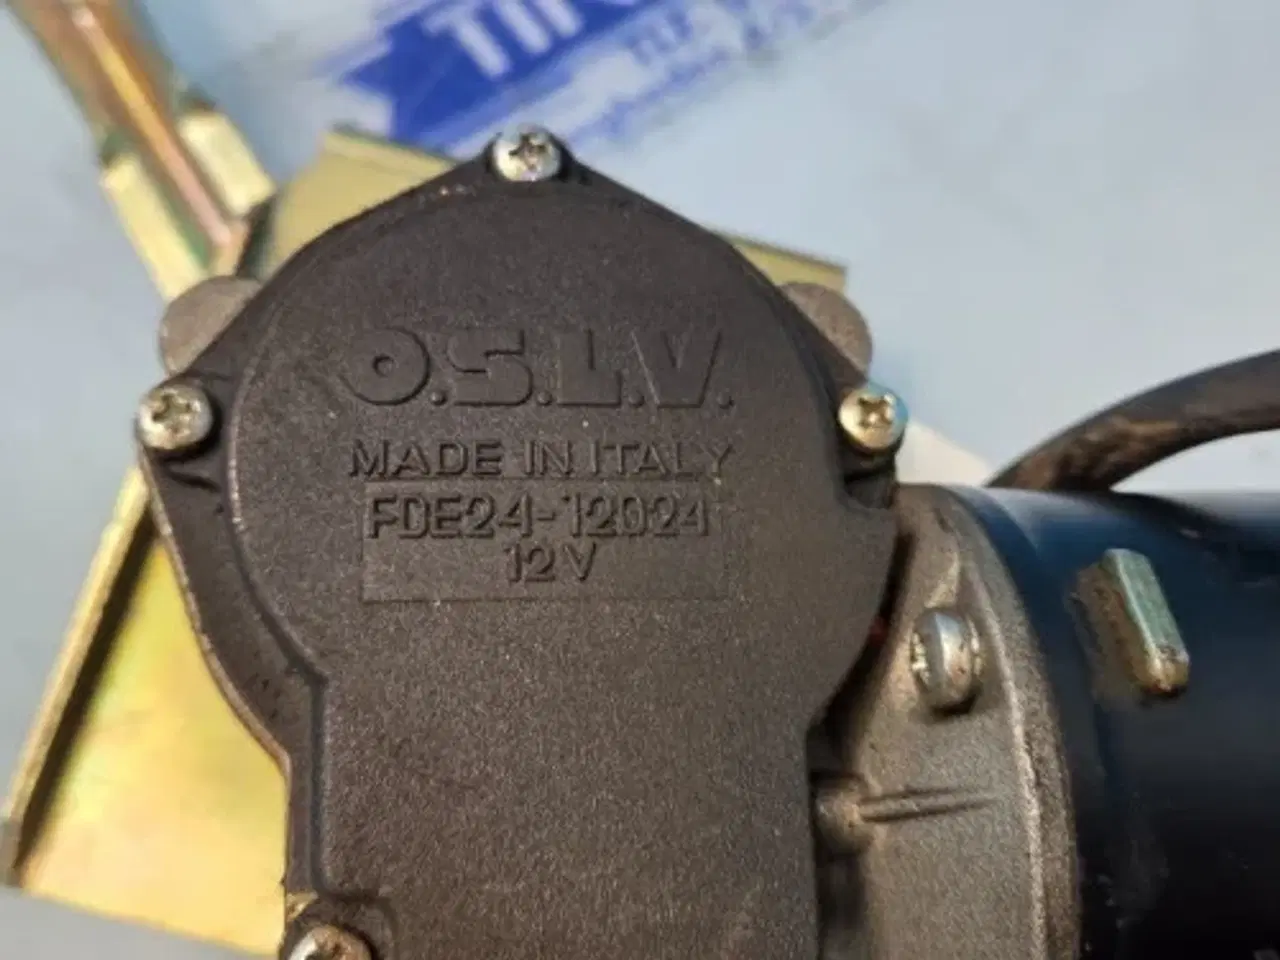 O.S.L.V.
MADE IN ITALY
FDE24-12024
12V